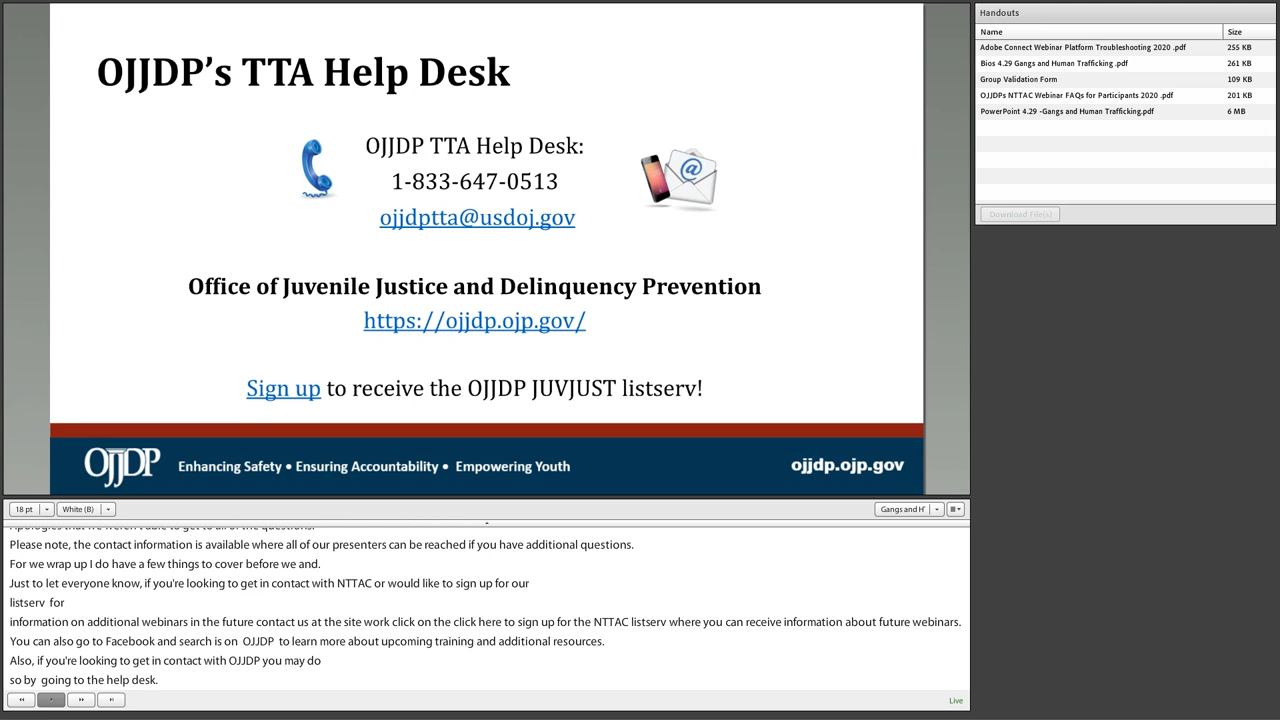 OJJDP's TTA Help Desk
OJJDP TTA Help Desk:
1-833-647-0513
@
ojjdptta@usdoj.gov
Office of Juvenile Justice and Delinquency Prevention
https://ojjdp.ojp.gov/
Sign up to receive the OJJDP JUVJUST listserv!
OJJDP Enhancing Safety • Ensuring Accountability • Empowering Youth ojjdp.ojp.gov
Handouts
Name Size
Adobe Connect Webinar Platform Troubleshooting 2020 .pdf 255 KB
Bios 4.29 Gangs and Human Trafficking .pdf 261 KB
Group Validation Form 109 KB
OJJDPs NTTAC Webinar FAQs for Participants 2020 .pdf 201 KB
PowerPoint 4.29 -Gangs and Human Trafficking.pdf 6 MB
Download File(s)
18 pt White (B) Gangs and H'
Apologies that we weren't able to get to all of the questions.
Please note, the contact information is available where all of our presenters can be reached if you have additional questions.
For we wrap up I do have a few things to cover before we and.
Just to let everyone know, if you're looking to get in contact with NTTAC or would like to sign up for our
listserv for
information on additional webinars in the future contact us at the site work click on the click here to sign up for the NTTAC listserv where you can receive information about future webinars.
You can also go to Facebook and search is on OJJDP to learn more about upcoming training and additional resources.
Also, if you're looking to get in contact with OJJDP you may do
so by going to the help desk.
Live